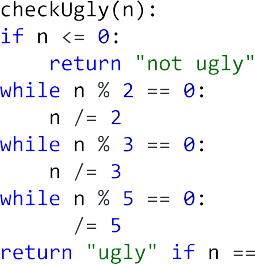 checkUgly(n):
if n <= 0:
    return "not ugly"
while n % 2 == 0:
    n /= 2
while n % 3 == 0:
    n /= 3
while n % 5 == 0:
      /= 5
return "ugly" if n ==